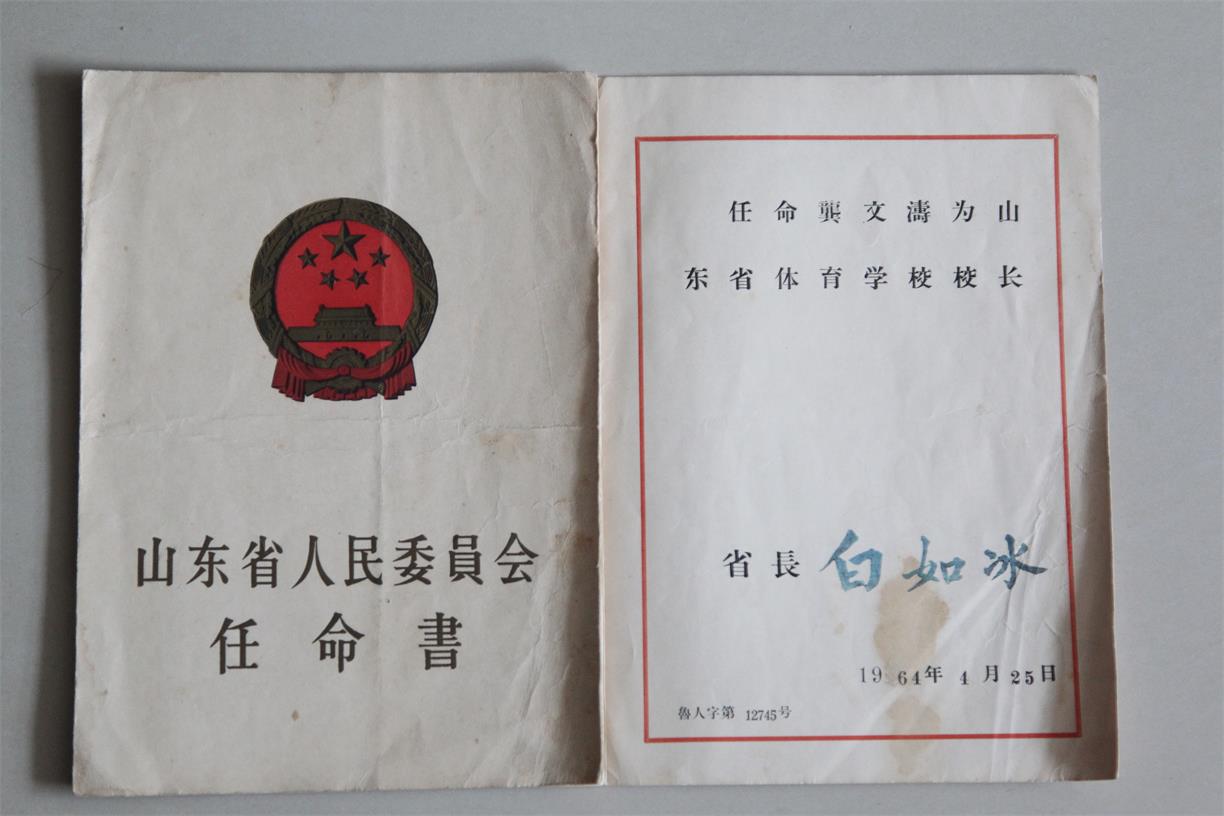 山东省人民委員会
任命書
任命龔文濤为山
东省体育学校校长
省長 白如冰
1964年4月25日
魯人字第 12745号